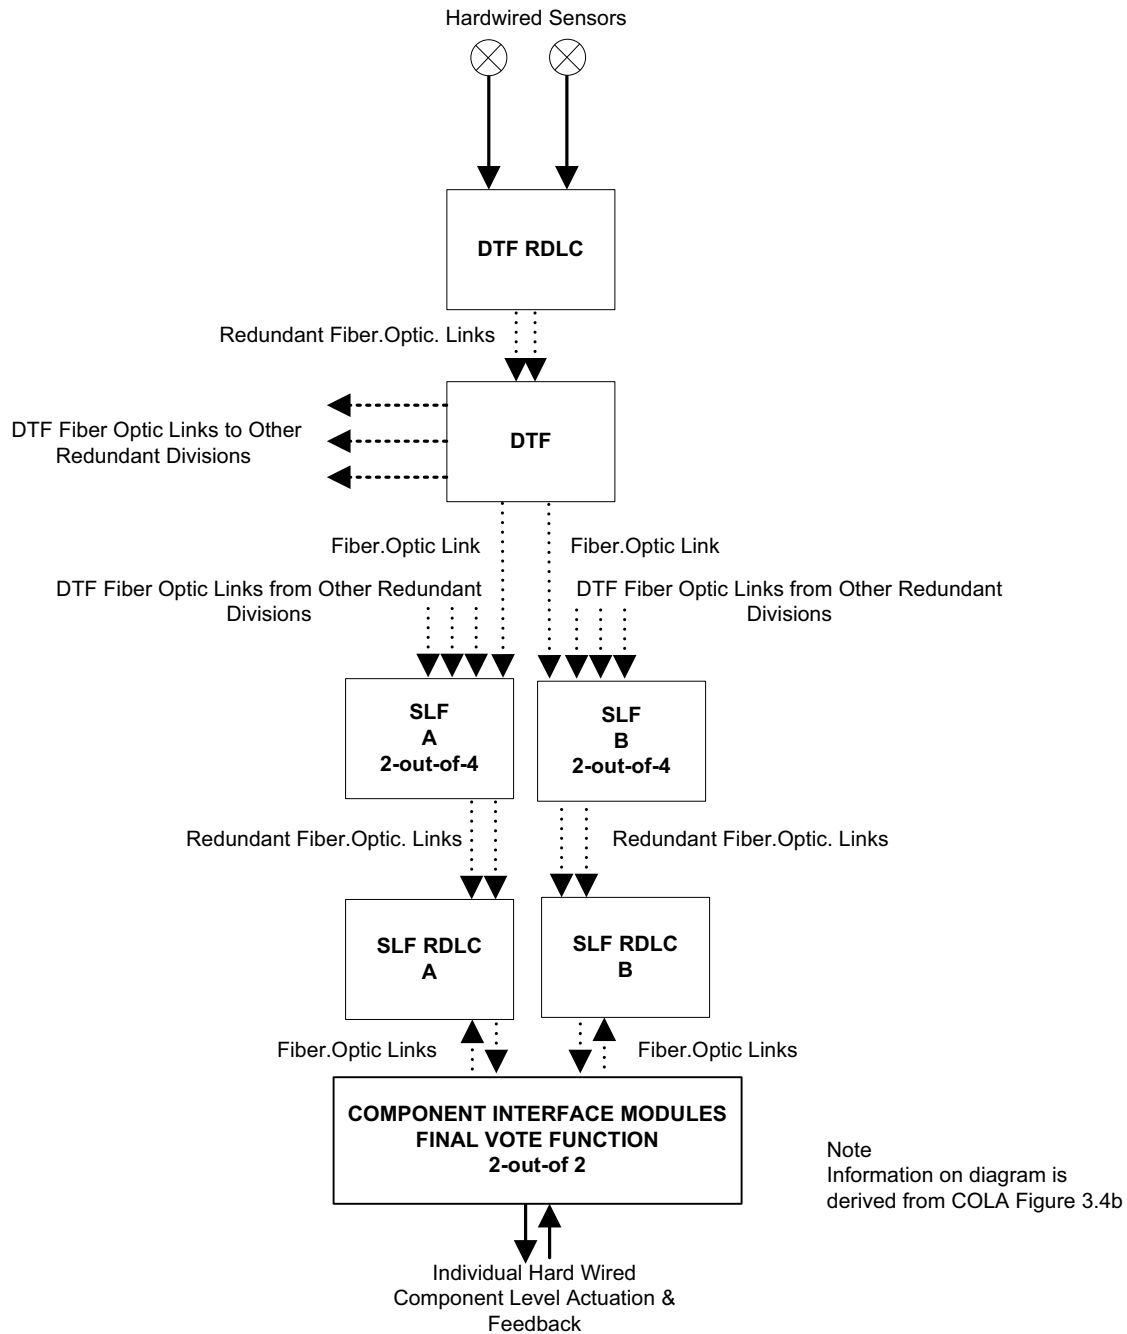 Hardwired Sensors
DTF RDLC
Redundant Fiber.Optic. Links
DTF Fiber Optic Links to Other
Redundant Divisions
DTF
Fiber.Optic Link
Fiber.Optic Link
DTF Fiber Optic Links from Other Redundant
Divisions
DTF Fiber Optic Links from Other Redundant
Divisions
SLF
A
2-out-of-4
SLF
B
2-out-of-4
Redundant Fiber.Optic. Links
Redundant Fiber.Optic. Links
SLF RDLC
A
SLF RDLC
B
Fiber.Optic Links
Fiber.Optic Links
COMPONENT INTERFACE MODULES
FINAL VOTE FUNCTION
2-out-of 2
Note
Information on diagram is
derived from COLA Figure 3.4b
Individual Hard Wired
Component Level Actuation &
Feedback